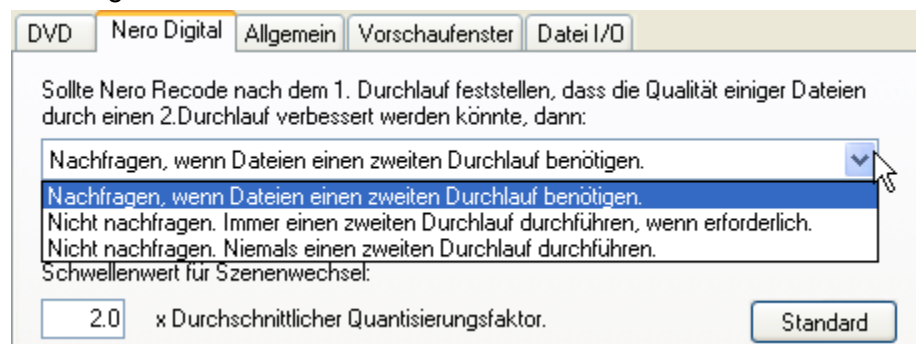 DVD Nero Digital Allgemein Vorschaufenster Datei I/O
Sollte Nero Recode nach dem 1. Durchlauf feststellen, dass die Qualität einiger Dateien
durch einen 2.Durchlauf verbessert werden könnte, dann:
Nachfragen, wenn Dateien einen zweiten Durchlauf benötigen.
Nachfragen, wenn Dateien einen zweiten Durchlauf benötigen.
Nicht nachfragen. Immer einen zweiten Durchlauf durchführen, wenn erforderlich.
Nicht nachfragen. Niemals einen zweiten Durchlauf durchführen.
Schwellenwert für Szenenwechsel:
2.0 x Durchschnittlicher Quantisierungsfaktor. Standard